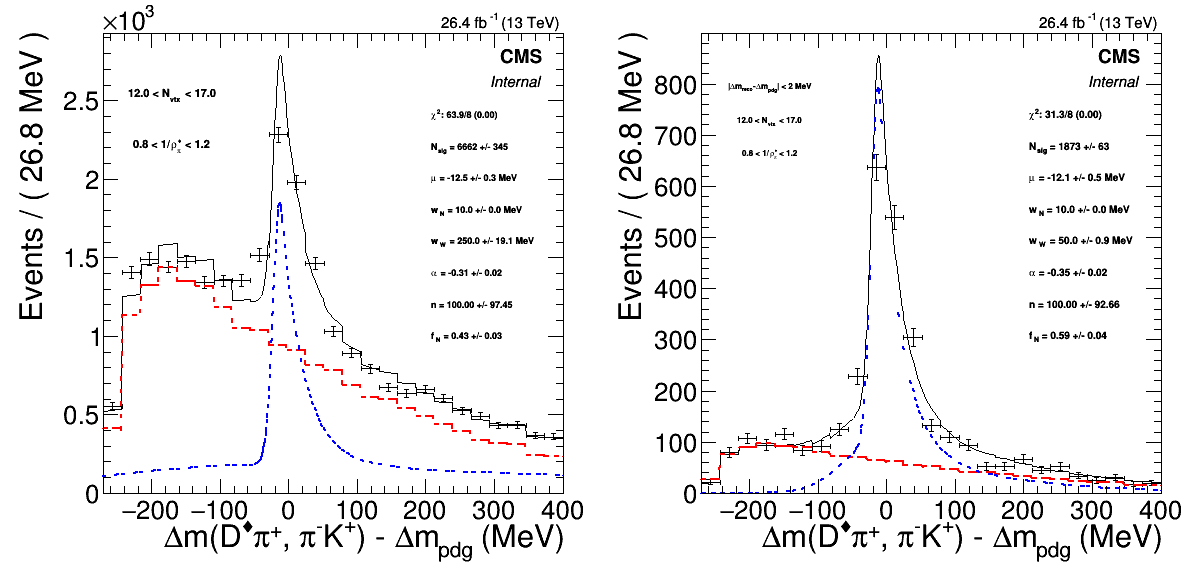 ×10³
26.4 fb⁻¹ (13 TeV)
CMS
Internal
12.0 < N_vtx < 17.0
0.8 < 1/ρ_π^♦ < 1.2
χ²: 63.9/8 (0.00)
N_sig = 6662 +/- 345
μ = -12.5 +/- 0.3 MeV
w_N = 10.0 +/- 0.0 MeV
w_W = 250.0 +/- 19.1 MeV
α = -0.31 +/- 0.02
n = 100.00 +/- 97.45
f_N = 0.43 +/- 0.03
Events / ( 26.8 MeV )
2.5
2
1.5
1
0.5
0
−200 −100 0 100 200 300 400
Δm(D♦π⁺, π⁻K⁺) - Δm_pdg (MeV)
26.4 fb⁻¹ (13 TeV)
CMS
Internal
|Δm_reco-Δm_pdg| < 2 MeV
12.0 < N_vtx < 17.0
0.8 < 1/ρ_π^♦ < 1.2
χ²: 31.3/8 (0.00)
N_sig = 1873 +/- 63
μ = -12.1 +/- 0.5 MeV
w_N = 10.0 +/- 0.0 MeV
w_W = 50.0 +/- 0.9 MeV
α = -0.35 +/- 0.02
n = 100.00 +/- 92.66
f_N = 0.59 +/- 0.04
Events / ( 26.8 MeV )
800
700
600
500
400
300
200
100
0
−200 −100 0 100 200 300 400
Δm(D♦π⁺, π⁻K⁺) - Δm_pdg (MeV)